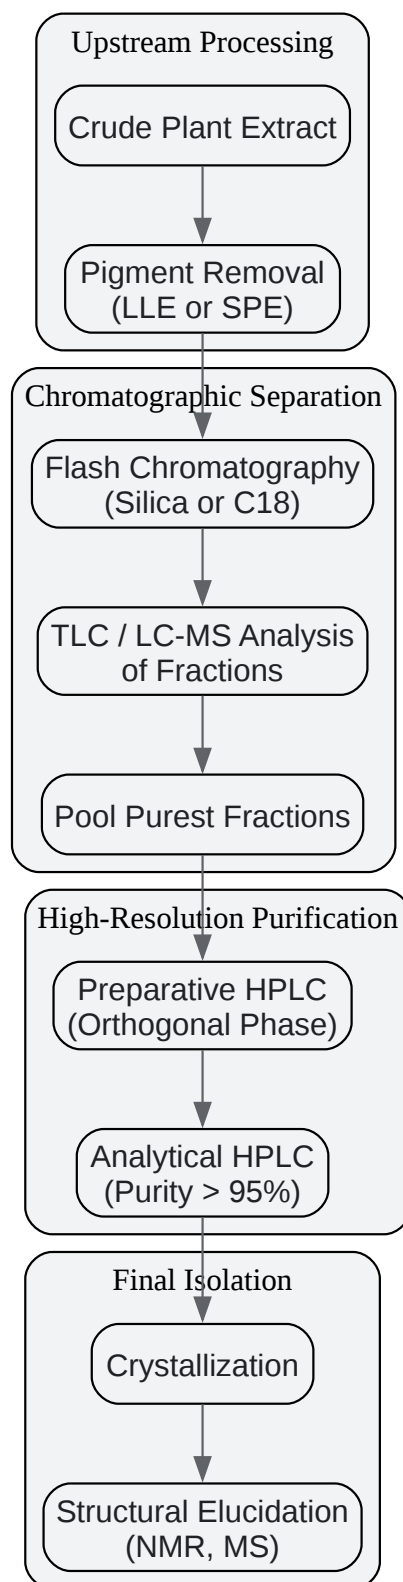 Upstream Processing
Crude Plant Extract
Pigment Removal
(LLE or SPE)
Chromatographic Separation
Flash Chromatography
(Silica or C18)
TLC / LC-MS Analysis
of Fractions
Pool Purest Fractions
High-Resolution Purification
Preparative HPLC
(Orthogonal Phase)
Analytical HPLC
(Purity > 95%)
Final Isolation
Crystallization
Structural Elucidation
(NMR, MS)